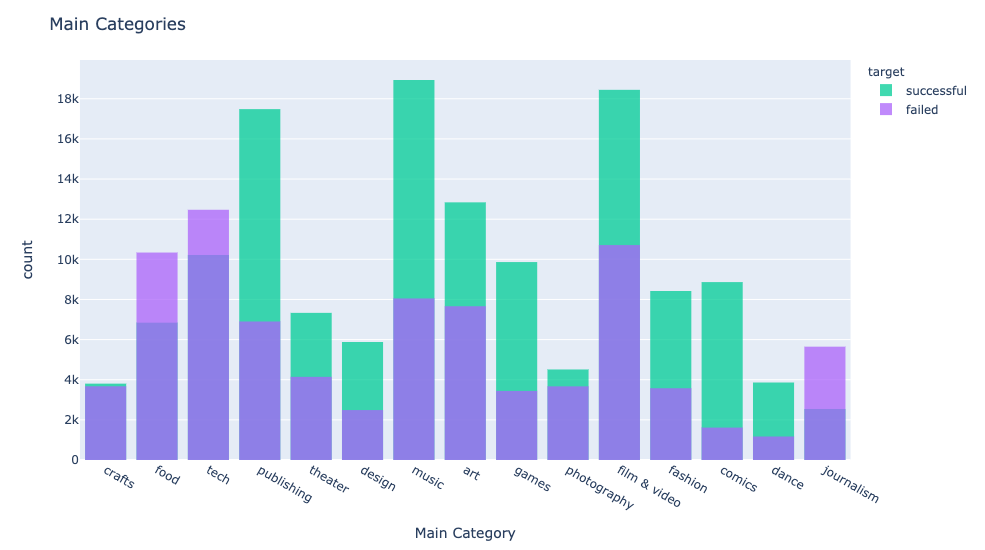 Main Categories
target
successful
failed
18k
16k
14k
12k
10k
8k
6k
4k
2k
0
count
crafts
food
tech
publishing
theater
design
music
art
games
photography
film & video
fashion
comics
dance
journalism
Main Category